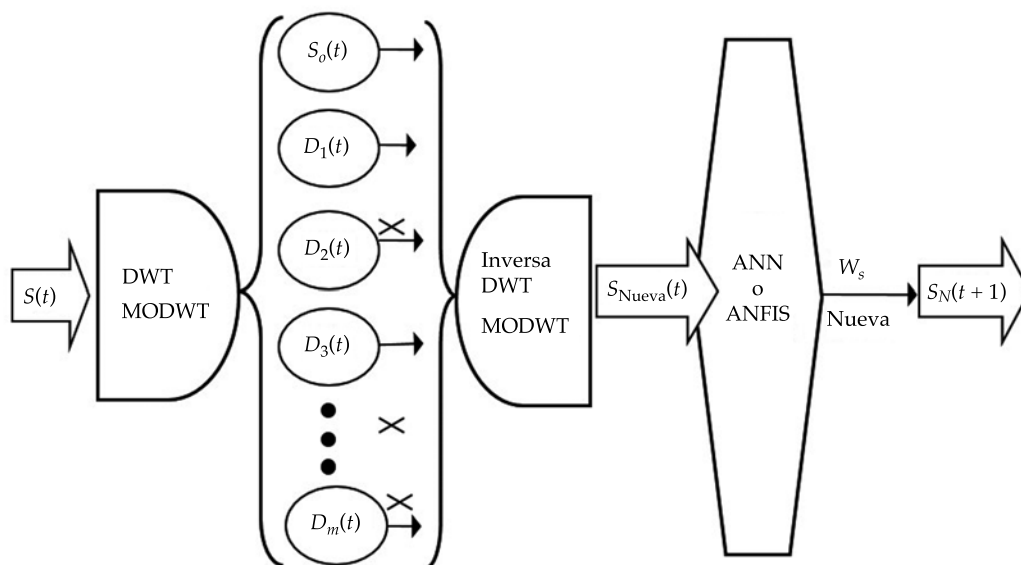 S(t)
DWT
MODWT
S_o(t)
D_1(t)
D_2(t)
D_3(t)
D_m(t)
Inversa
DWT
MODWT
S_Nueva(t)
ANN
o
ANFIS
W_s
Nueva
S_N(t + 1)